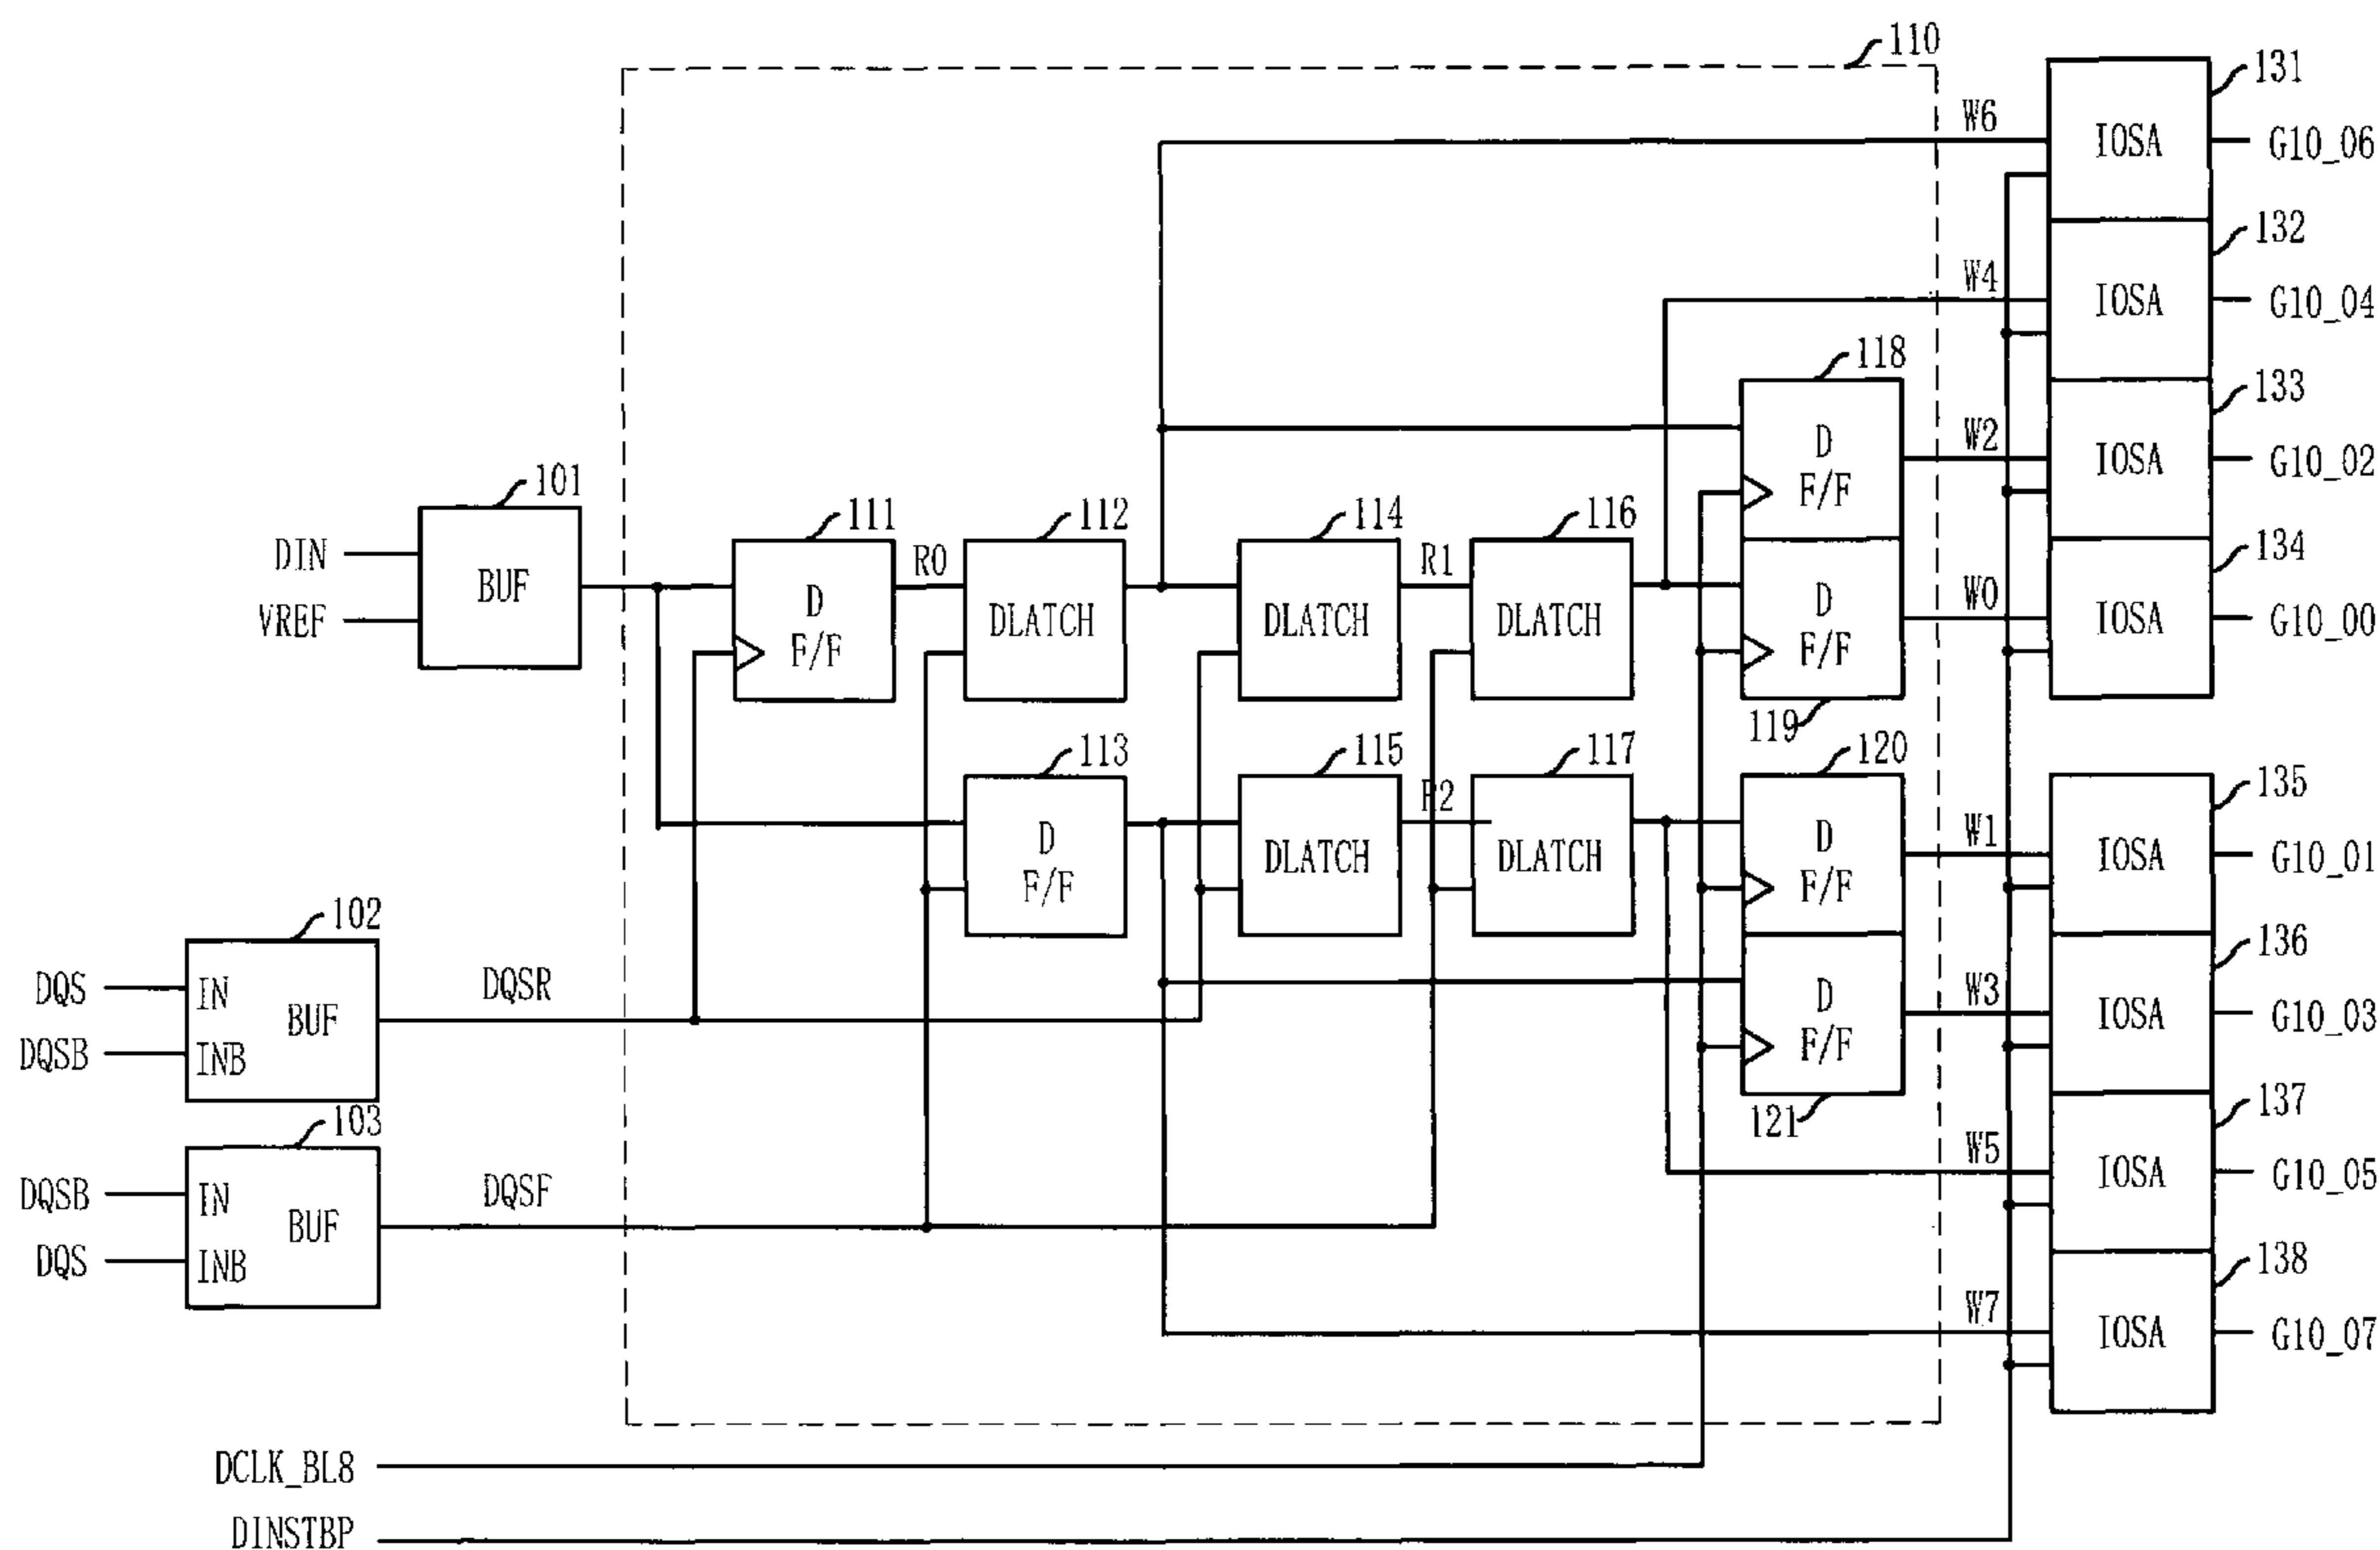 110
131
W6
IOSA
G10_06
132
W4
IOSA
G10_04
118
133
D
F/F
W2
IOSA
G10_02
101
DIN
VREF
BUF
111
R0
D
F/F
112
DLATCH
114
DLATCH
R1
116
DLATCH
D
F/F
119
W0
134
IOSA
G10_00
113
D
F/F
115
DLATCH
R2
117
DLATCH
120
D
F/F
W1
135
IOSA
G10_01
102
DQS
DQSB
IN
INB
BUF
DQSR
D
F/F
121
W3
136
IOSA
G10_03
103
DQSB
DQS
IN
INB
BUF
DQSF
W5
137
IOSA
G10_05
W7
138
IOSA
G10_07
DCLK_BL8
DINSTBP